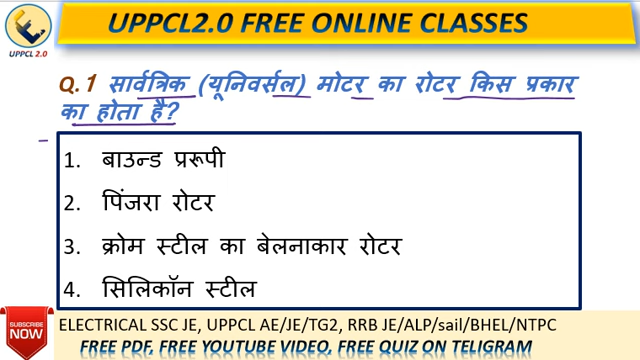 UPPCL2.0 FREE ONLINE CLASSES
UPPCL 2.0
Q.1 सार्वत्रिक (यूनिवर्सल) मोटर का रोटर किस प्रकार
का होता है?
1. बाउन्ड प्ररूपी
2. पिंजरा रोटर
3. क्रोम स्टील का बेलनाकार रोटर
4. सिलिकॉन स्टील
SUBSCRIBE
NOW
ELECTRICAL SSC JE, UPPCL AE/JE/TG2, RRB JE/ALP/sail/BHEL/NTPC
FREE PDF, FREE YOUTUBE VIDEO, FREE QUIZ ON TELIGRAM